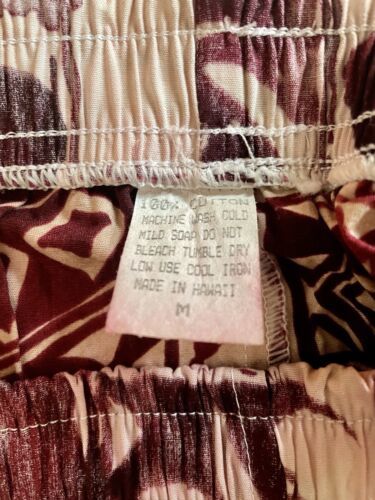 100% COTTON
MACHINE WASH COLD
MILD SOAP DO NOT
BLEACH TUMBLE DRY
LOW USE COOL IRON
MADE IN HAWAII
M